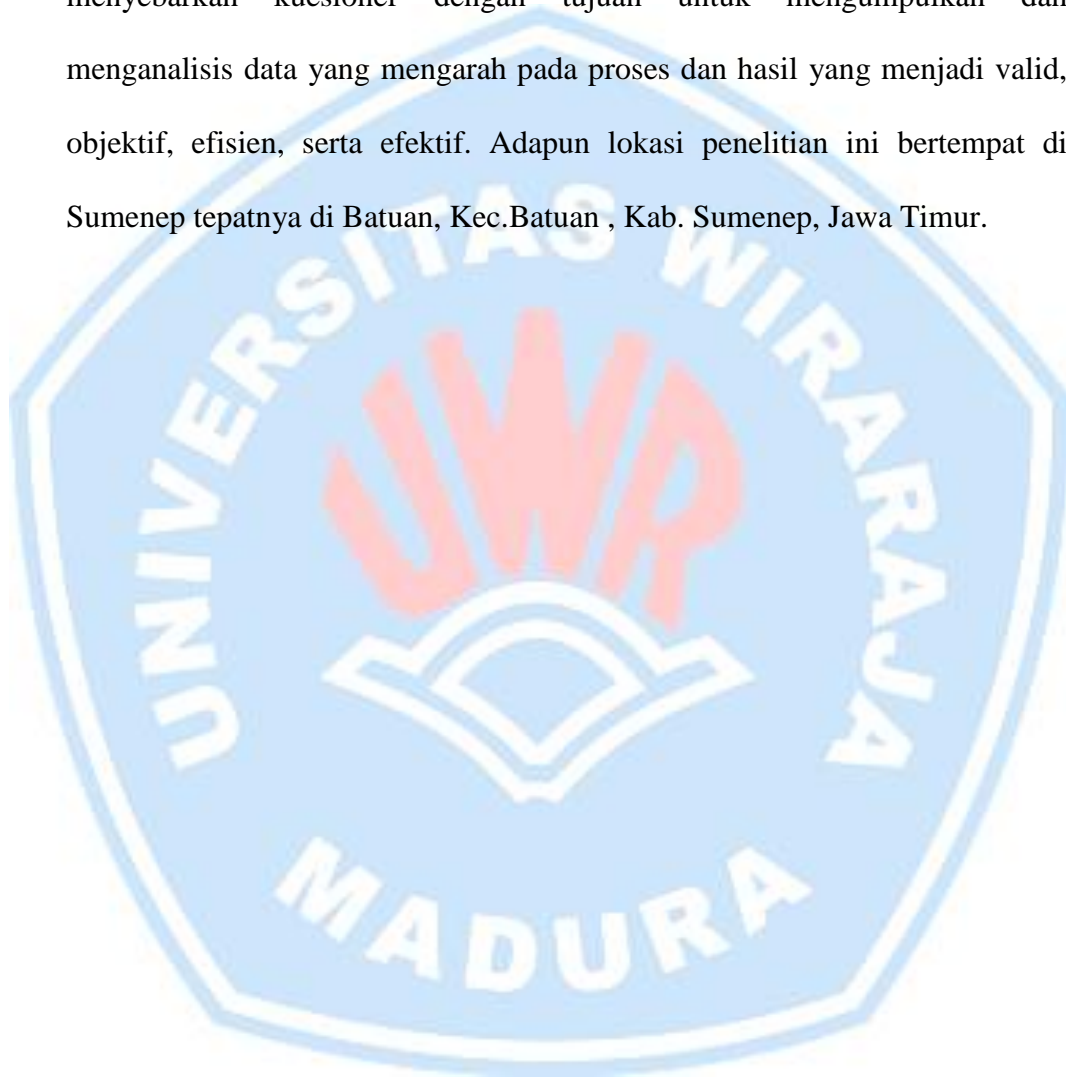 menyebarkan kuesioner dengan tujuan untuk mengumpulkan dan
menganalisis data yang mengarah pada proses dan hasil yang menjadi valid,
objektif, efisien, serta efektif. Adapun lokasi penelitian ini bertempat di
Sumenep tepatnya di Batuan, Kec.Batuan , Kab. Sumenep, Jawa Timur.
UNIVERSITAS WIRARAJA
UWR
MADURA